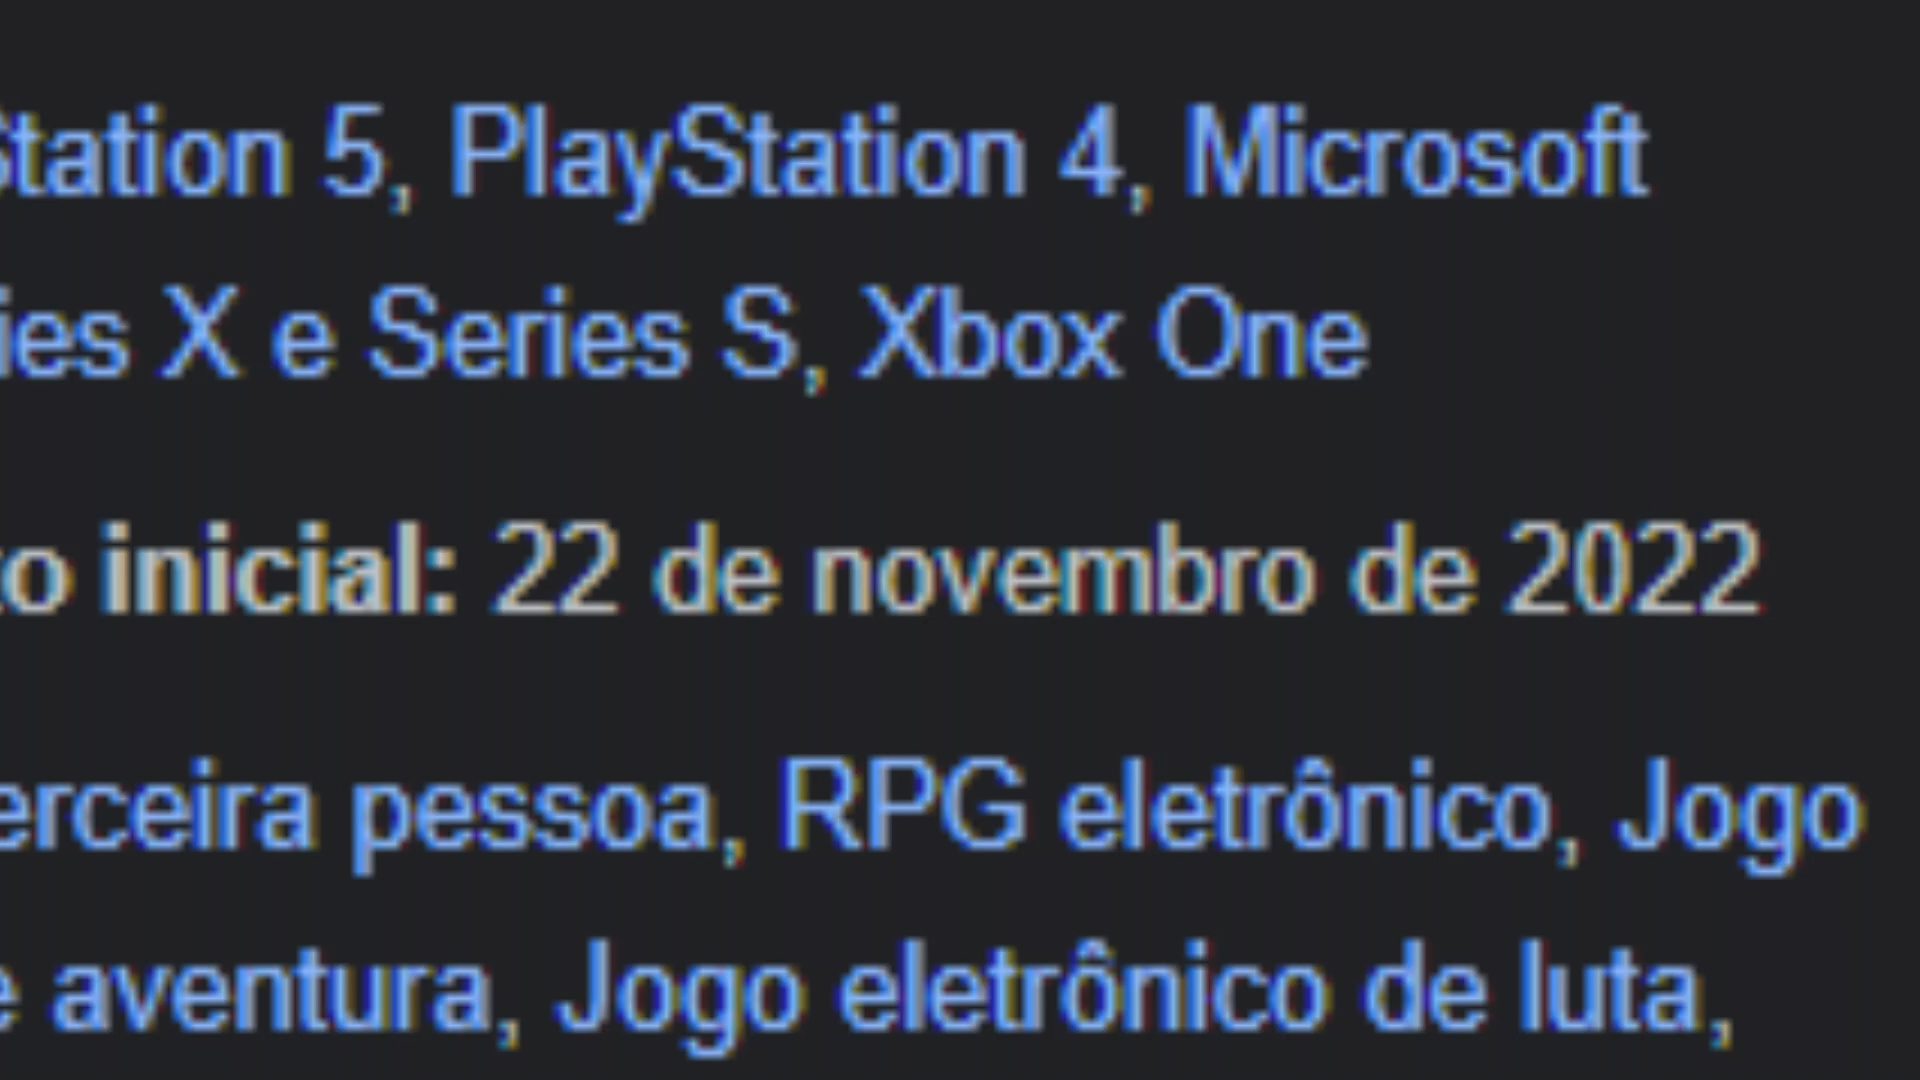 Station 5, PlayStation 4, Microsoft
ies X e Series S, Xbox One
to inicial: 22 de novembro de 2022
erceira pessoa, RPG eletrônico, Jogo
e aventura, Jogo eletrônico de luta,